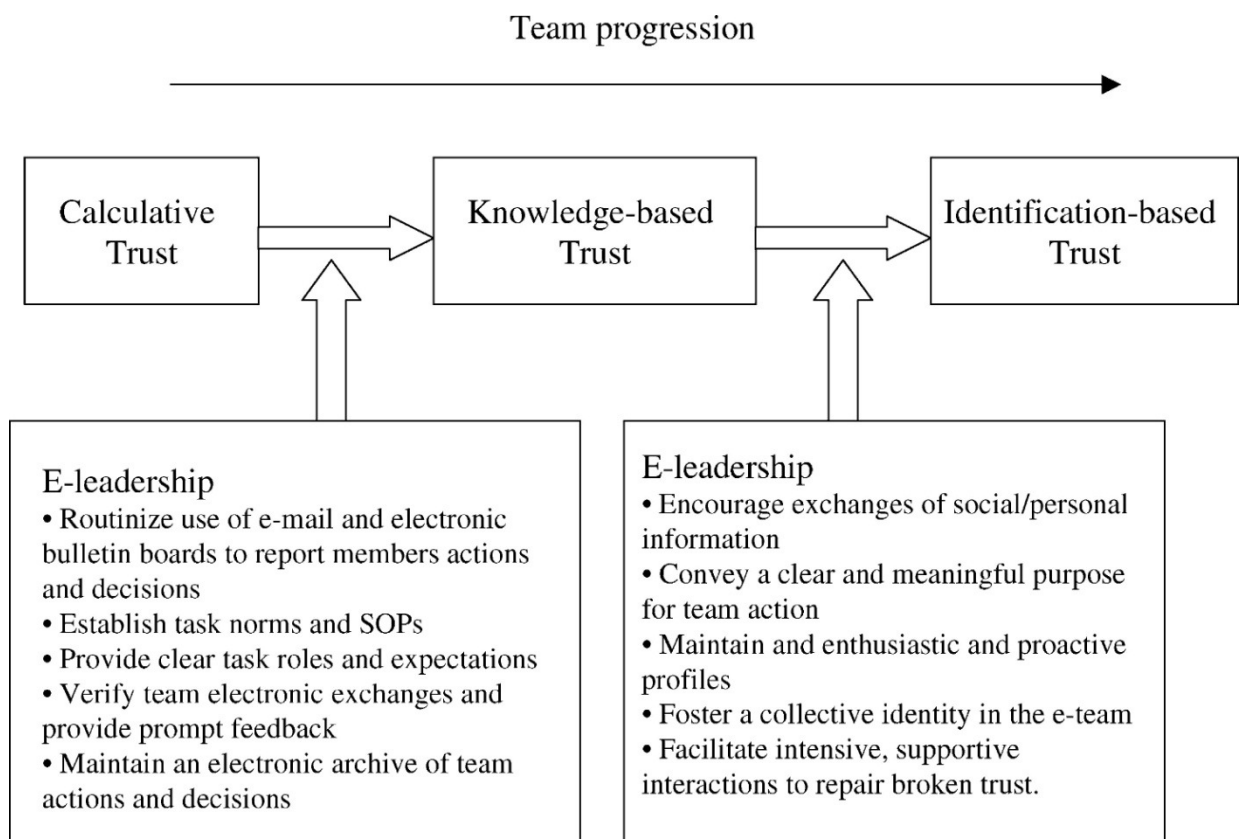 Team progression
Calculative
Trust
Knowledge-based
Trust
Identification-based
Trust
E-leadership
• Routinize use of e-mail and electronic
bulletin boards to report members actions
and decisions
• Establish task norms and SOPs
• Provide clear task roles and expectations
• Verify team electronic exchanges and
provide prompt feedback
• Maintain an electronic archive of team
actions and decisions
E-leadership
• Encourage exchanges of social/personal
information
• Convey a clear and meaningful purpose
for team action
• Maintain and enthusiastic and proactive
profiles
• Foster a collective identity in the e-team
• Facilitate intensive, supportive
interactions to repair broken trust.